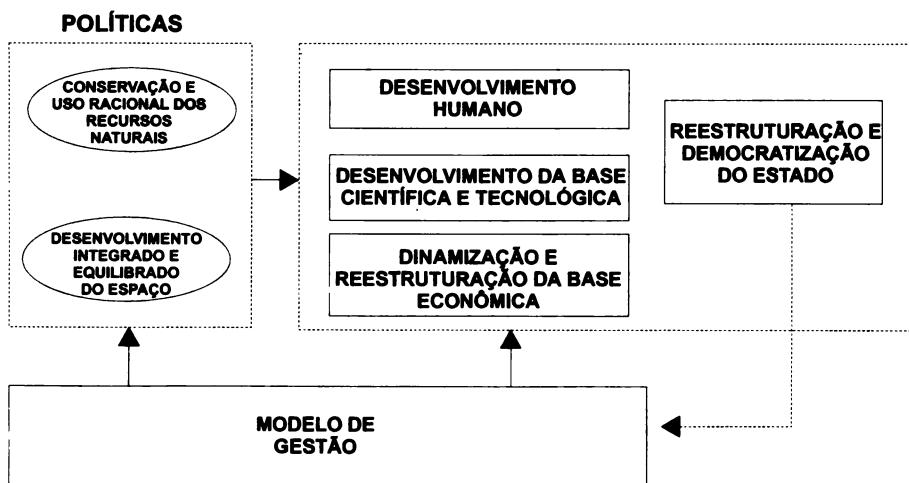 POLÍTICAS
CONSERVAÇÃO E
USO RACIONAL DOS
RECURSOS
NATURAIS
DESENVOLVIMENTO
INTEGRADO E
EQUILIBRADO
DO ESPAÇO
DESENVOLVIMENTO
HUMANO
DESENVOLVIMENTO DA BASE
CIENTÍFICA E TECNOLÓGICA
DINAMIZAÇÃO E
REESTRUTURAÇÃO DA BASE
ECONÔMICA
REESTRUTURAÇÃO E
DEMOCRATIZAÇÃO
DO ESTADO
MODELO DE
GESTÃO